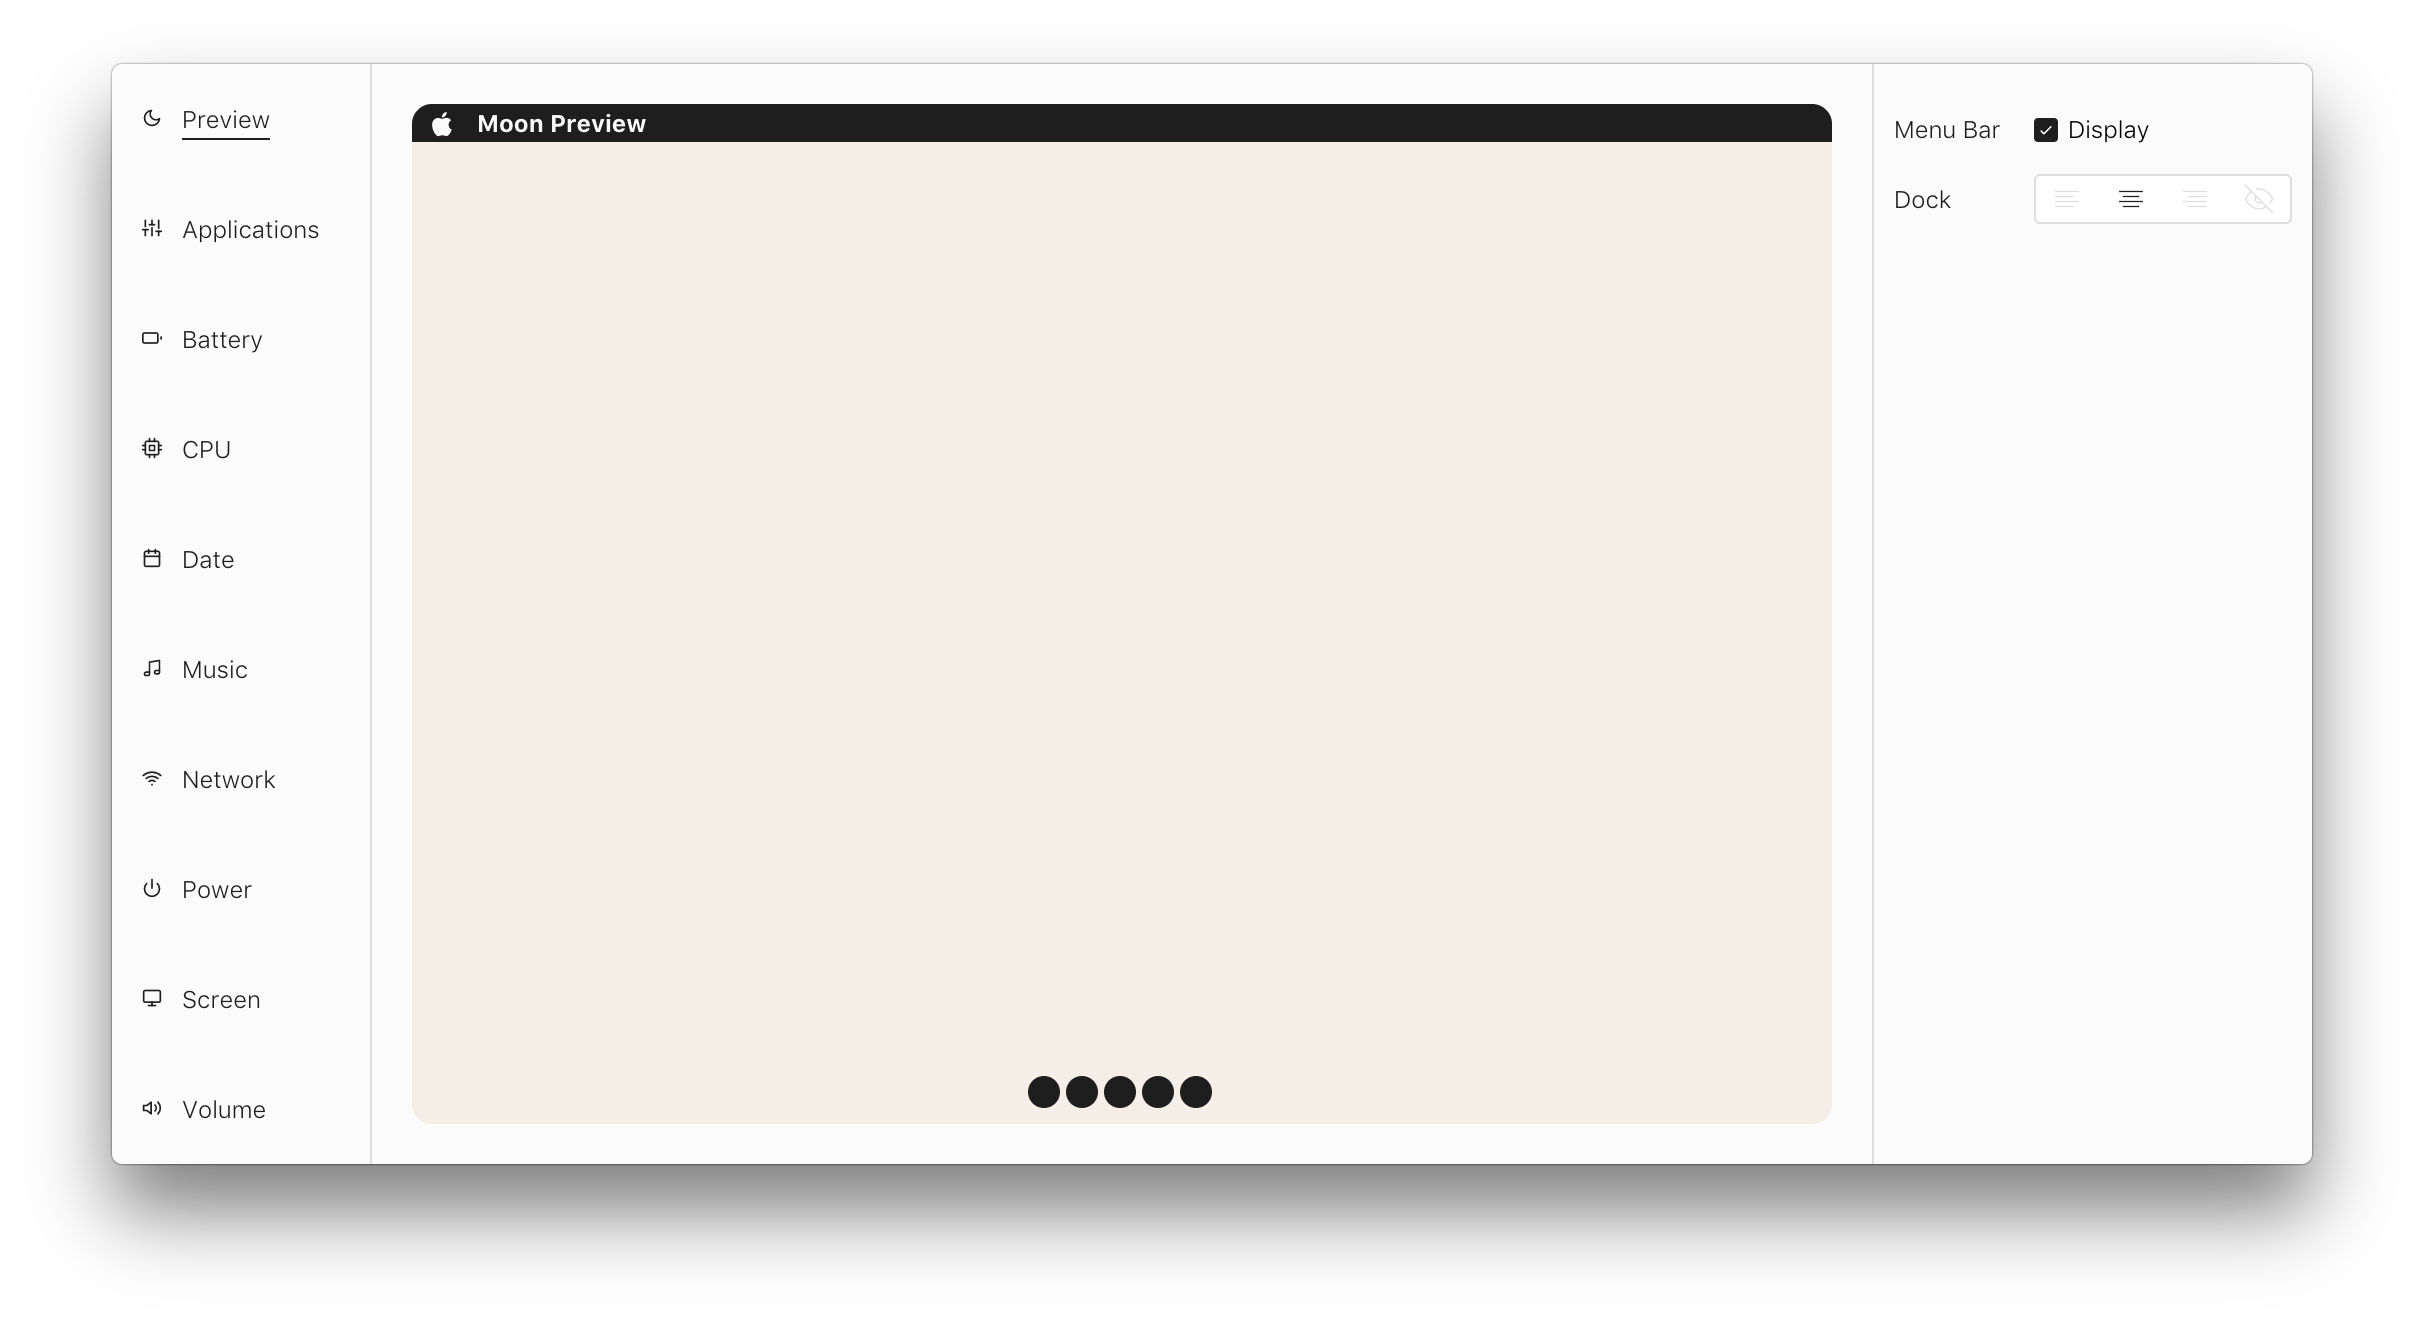 Preview
Applications
Battery
CPU
Date
Music
Network
Power
Screen
Volume
Moon Preview
Menu Bar Display
Dock